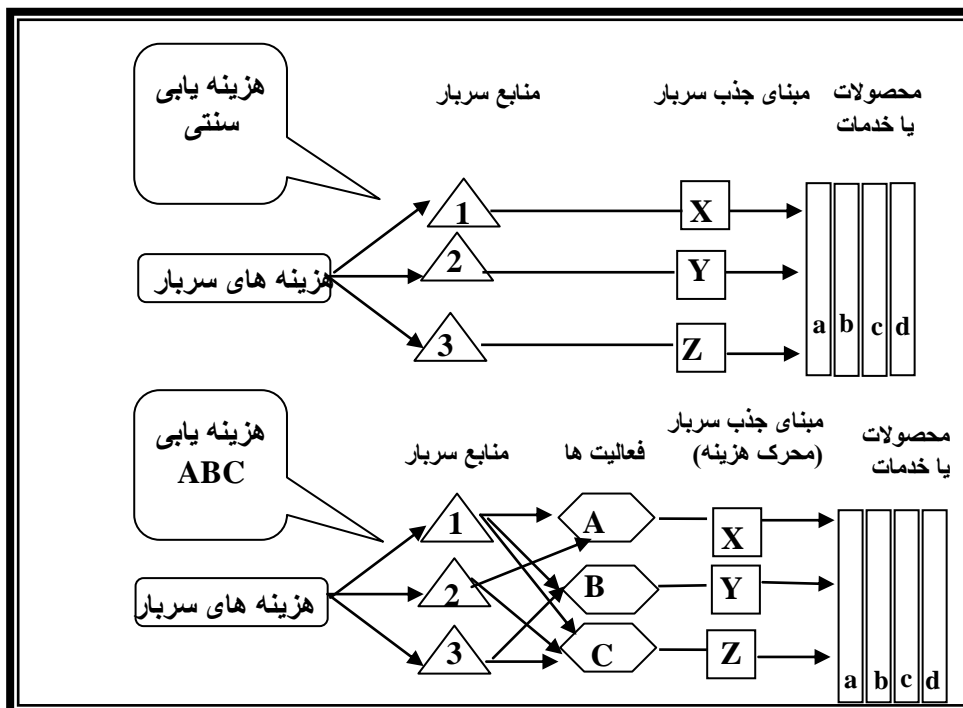 هزینه یابی
سنتی
منابع سربار
مبنای جذب سربار
محصولات
یا خدمات
هزینه های سربار
1
2
3
X
Y
Z
a b c d
هزینه یابی
ABC
منابع سربار
فعالیت ها
مبنای جذب سربار
(محرک هزینه)
محصولات
یا خدمات
هزینه های سربار
1
2
3
A
B
C
X
Y
Z
a b c d